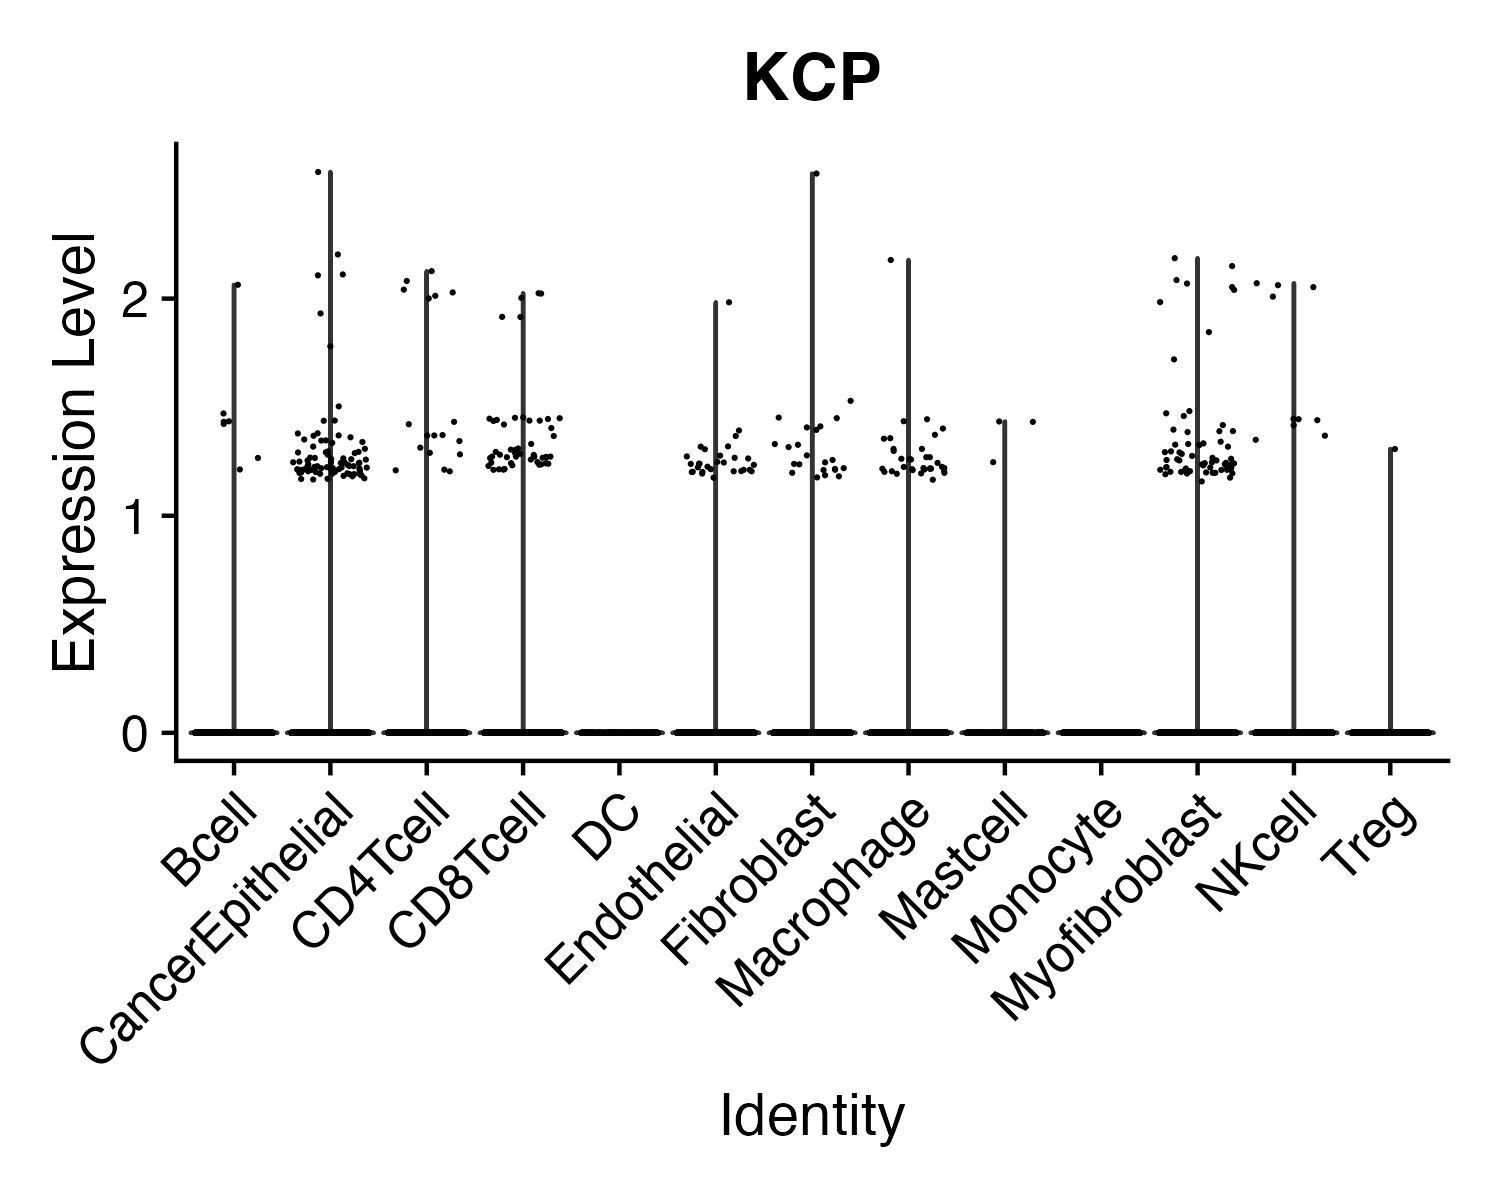 KCP
Expression Level
2
1
0
Bcell
CancerEpithelial
CD4Tcell
CD8Tcell
DC
Endothelial
Fibroblast
Macrophage
Mastcell
Monocyte
Myofibroblast
NKcell
Treg
Identity